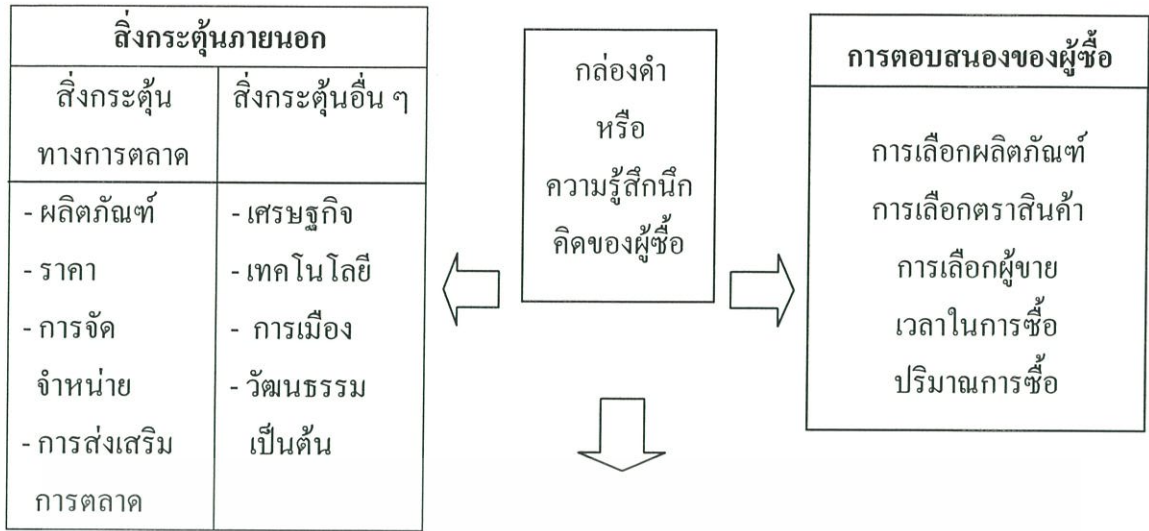 สิ่งกระตุ้นภายนอก
สิ่งกระตุ้น
ทางการตลาด
สิ่งกระตุ้นอื่น ๆ
- ผลิตภัณฑ์
- ราคา
- การจัด
จำหน่าย
- การส่งเสริม
การตลาด
- เศรษฐกิจ
- เทคโนโลยี
- การเมือง
- วัฒนธรรม
เป็นต้น
กล่องดำ
หรือ
ความรู้สึกนึก
คิดของผู้ซื้อ
การตอบสนองของผู้ซื้อ
การเลือกผลิตภัณฑ์
การเลือกตราสินค้า
การเลือกผู้ขาย
เวลาในการซื้อ
ปริมาณการซื้อ